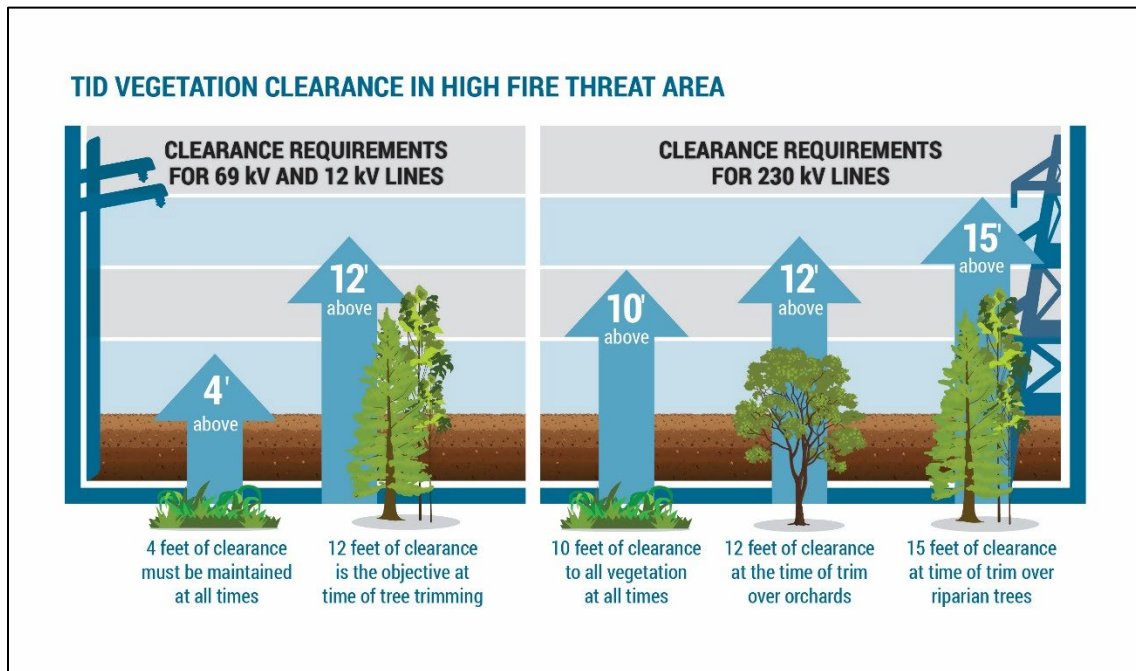 TID VEGETATION CLEARANCE IN HIGH FIRE THREAT AREA
CLEARANCE REQUIREMENTS
FOR 69 kV AND 12 kV LINES
4'
above
12'
above
4 feet of clearance
must be maintained
at all times
12 feet of clearance
is the objective at
time of tree trimming
CLEARANCE REQUIREMENTS
FOR 230 kV LINES
10'
above
12'
above
15'
above
10 feet of clearance
to all vegetation
at all times
12 feet of clearance
at the time of trim
over orchards
15 feet of clearance
at time of trim over
riparian trees